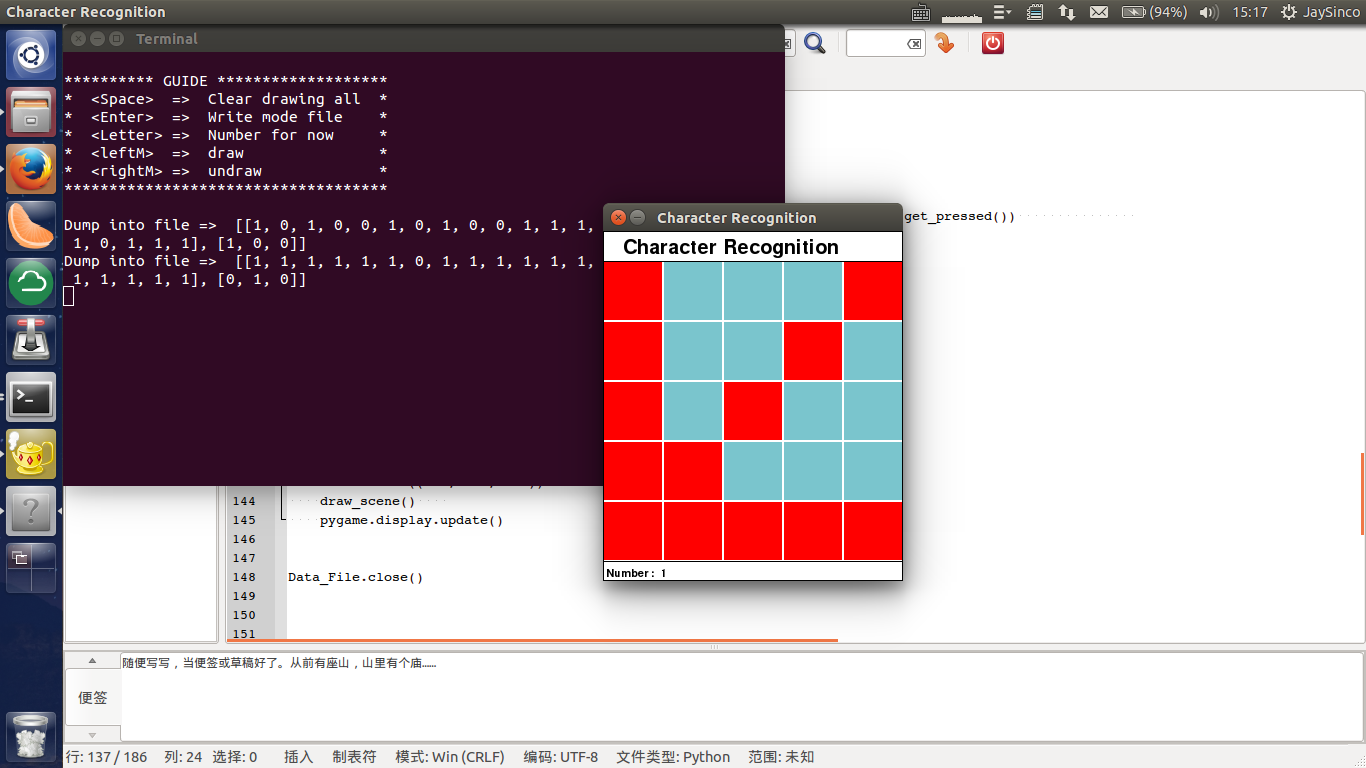 Character Recognition
(94%)
15:17
JaySinco
Terminal
********** GUIDE *******************
* <Space> => Clear drawing all *
* <Enter> => Write mode file *
* <Letter> => Number for now *
* <leftM> => draw *
* <rightM> => undraw *
************************************
Dump into file => [[1, 0, 1, 0, 0, 1, 0, 1, 0, 0, 1, 1, 1,
1, 0, 1, 1, 1], [1, 0, 0]]
Dump into file => [[1, 1, 1, 1, 1, 1, 0, 1, 1, 1, 1, 1, 1,
1, 1, 1, 1, 1], [0, 1, 0]]
get_pressed())
Character Recognition
Character Recognition
Number : 1
144 draw_scene()
145 pygame.display.update()
146
147
148 Data_File.close()
149
150
151
随便写写，当便签或草稿好了。从前有座山，山里有个庙……
便签
行: 137 / 186 列: 24 选择: 0 插入 制表符 模式: Win (CRLF) 编码: UTF-8 文件类型: Python 范围: 未知